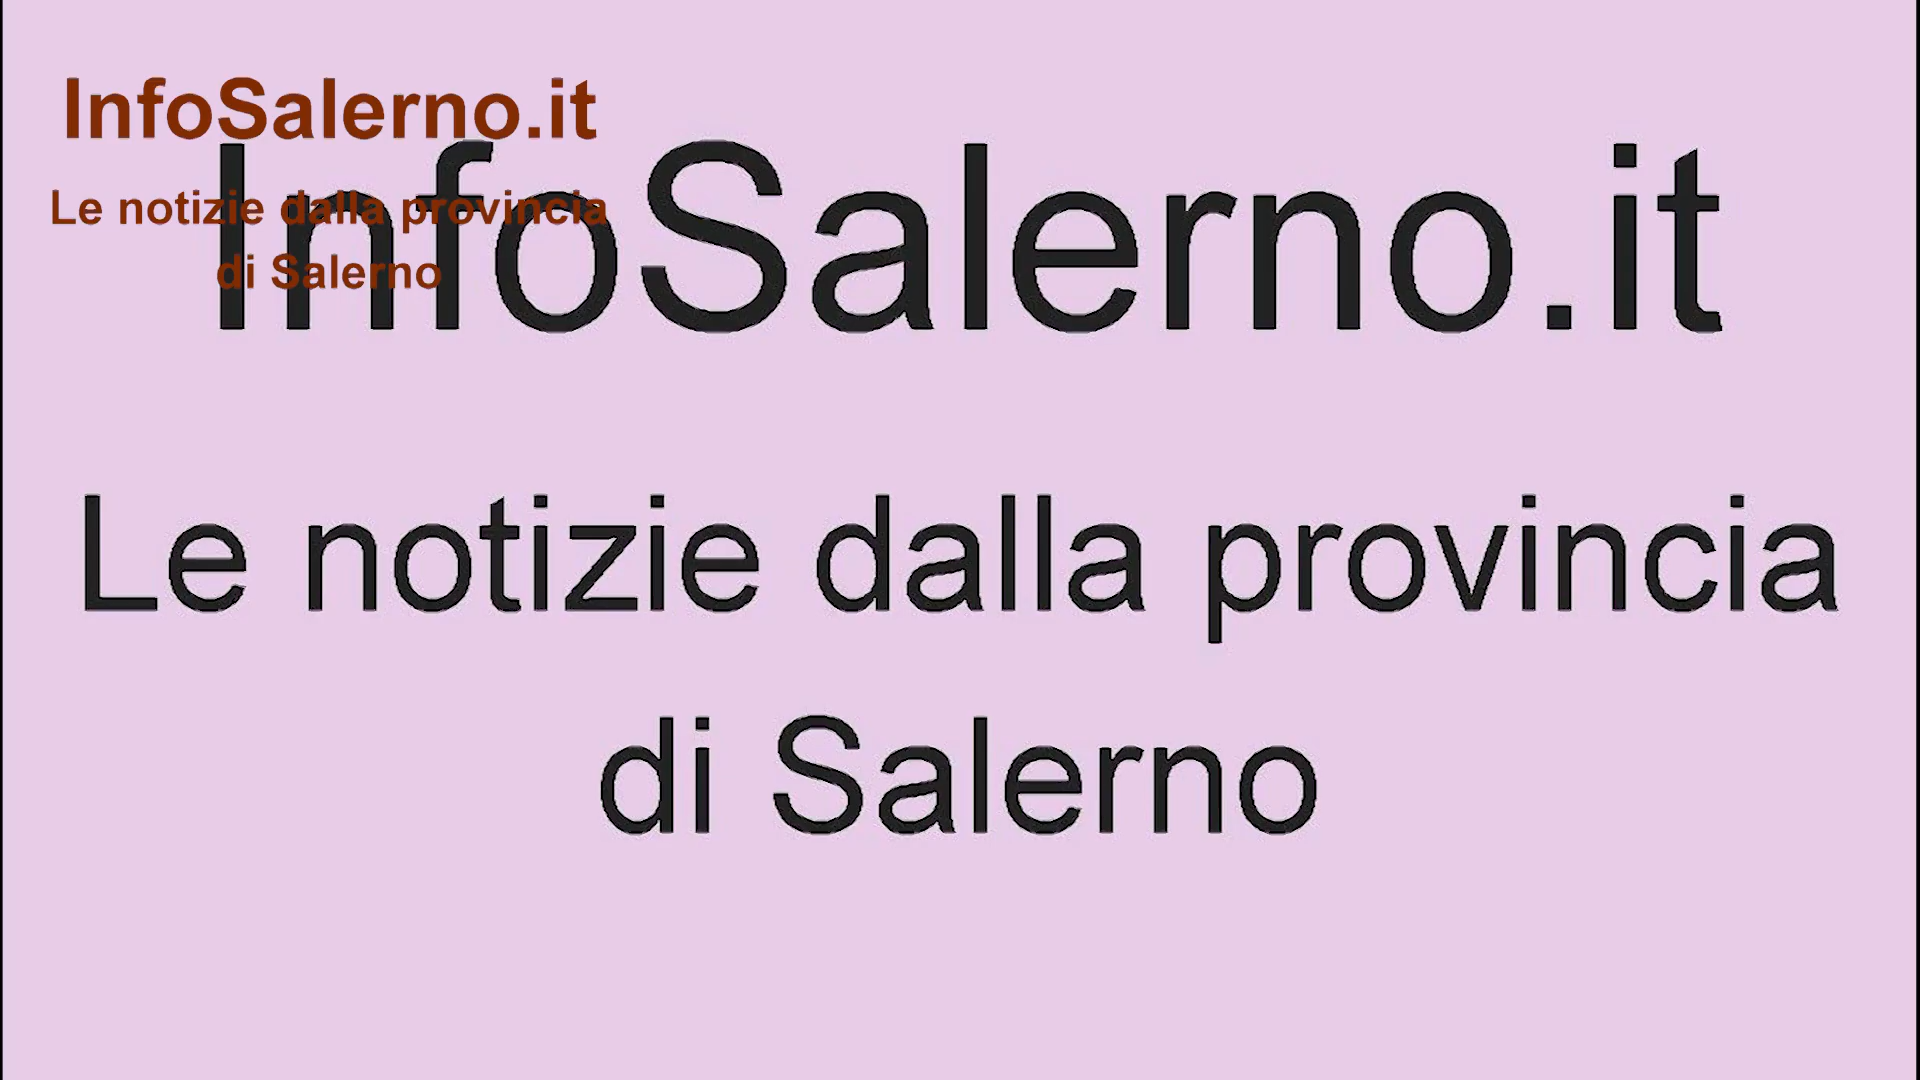 InfoSalerno.it
Le notizie dalla provincia
di Salerno
InfoSalerno.it
Le notizie dalla provincia
di Salerno